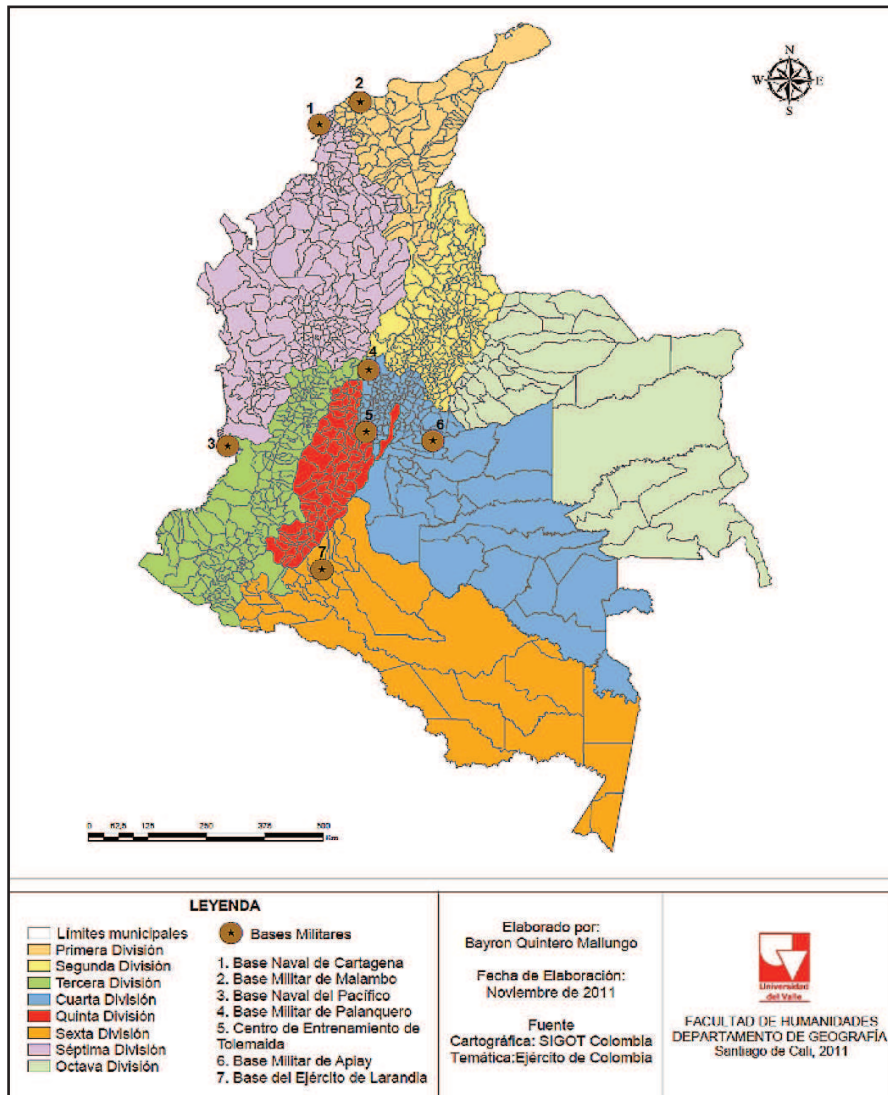 N
W E
S
2
1
4
5
6
3
7
0 62,5 125 250 375 500
Km
LEYENDA
Límites municipales
Primera División
Segunda División
Tercera División
Cuarta División
Quinta División
Sexta División
Séptima División
Octava División
Bases Militares
1. Base Naval de Cartagena
2. Base Militar de Malambo
3. Base Naval del Pacífico
4. Base Militar de Palanquero
5. Centro de Entrenamiento de
Tolemaida
6. Base Militar de Aplay
7. Base del Ejército de Larandia
Elaborado por:
Bayron Quintero Mallungo
Fecha de Elaboración:
Noviembre de 2011
Fuente
Cartográfica: SIGOT Colombia
Temática:Ejército de Colombia
Universidad
del Valle
FACULTAD DE HUMANIDADES
DEPARTAMENTO DE GEOGRAFÍA
Santiago de Cali, 2011